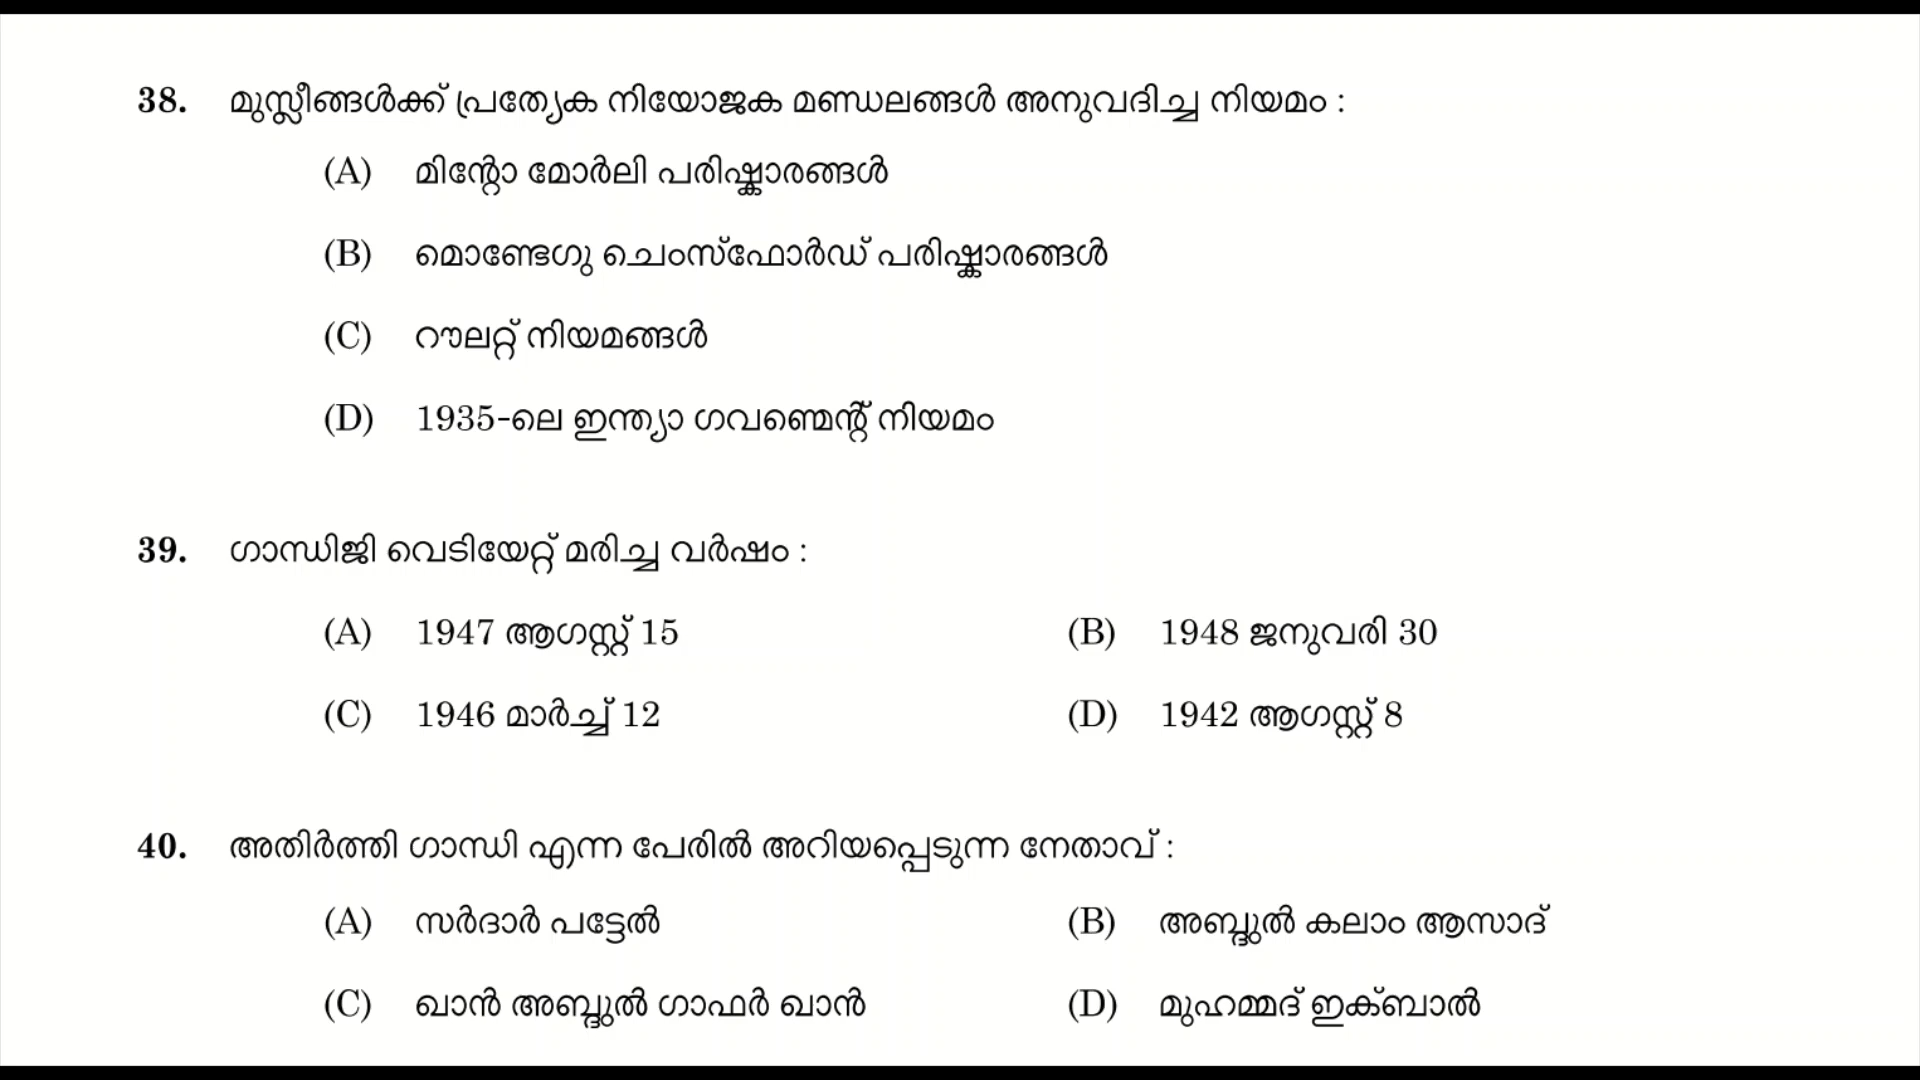 38. മുസ്ലീങ്ങൾക്ക് പ്രത്യേക നിയോജക മണ്ഡലങ്ങൾ അനുവദിച്ച നിയമം :
(A) മിന്റോ മോർലി പരിഷ്കാരങ്ങൾ
(B) മൊണ്ടേഗു ചെംസ്ഫോർഡ് പരിഷ്കാരങ്ങൾ
(C) റൗലറ്റ് നിയമങ്ങൾ
(D) 1935-ലെ ഇന്ത്യാ ഗവണ്മെന്റ് നിയമം
39. ഗാന്ധിജി വെടിയേറ്റ് മരിച്ച വർഷം :
(A) 1947 ആഗസ്റ്റ് 15 (B) 1948 ജനുവരി 30
(C) 1946 മാർച്ച് 12 (D) 1942 ആഗസ്റ്റ് 8
40. അതിർത്തി ഗാന്ധി എന്ന പേരിൽ അറിയപ്പെടുന്ന നേതാവ് :
(A) സർദാർ പട്ടേൽ (B) അബ്ദുൽ കലാം ആസാദ്
(C) ഖാൻ അബ്ദുൽ ഗാഫർ ഖാൻ (D) മുഹമ്മദ് ഇക്ബാൽ